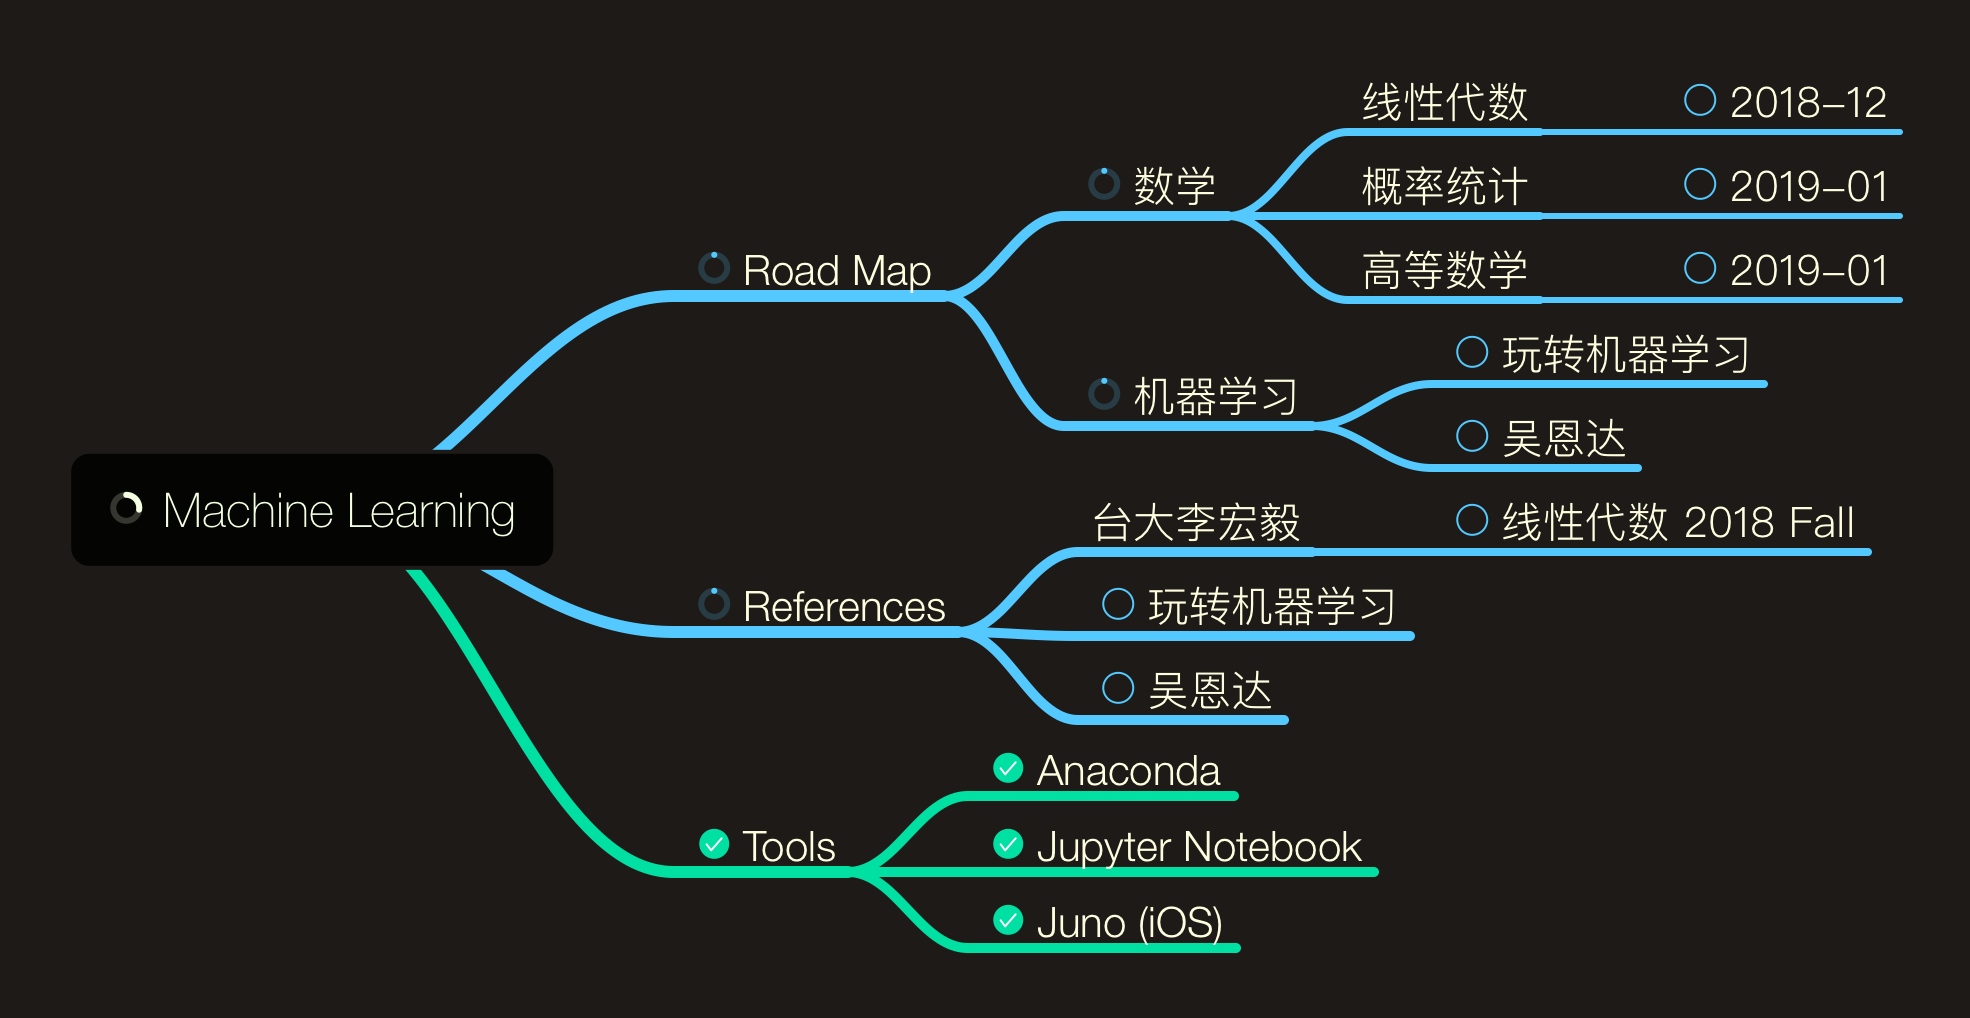 Machine Learning
Road Map
数学
线性代数
2018-12
概率统计
2019-01
高等数学
2019-01
机器学习
玩转机器学习
吴恩达
References
台大李宏毅
线性代数 2018 Fall
玩转机器学习
吴恩达
Tools
Anaconda
Jupyter Notebook
Juno (iOS)